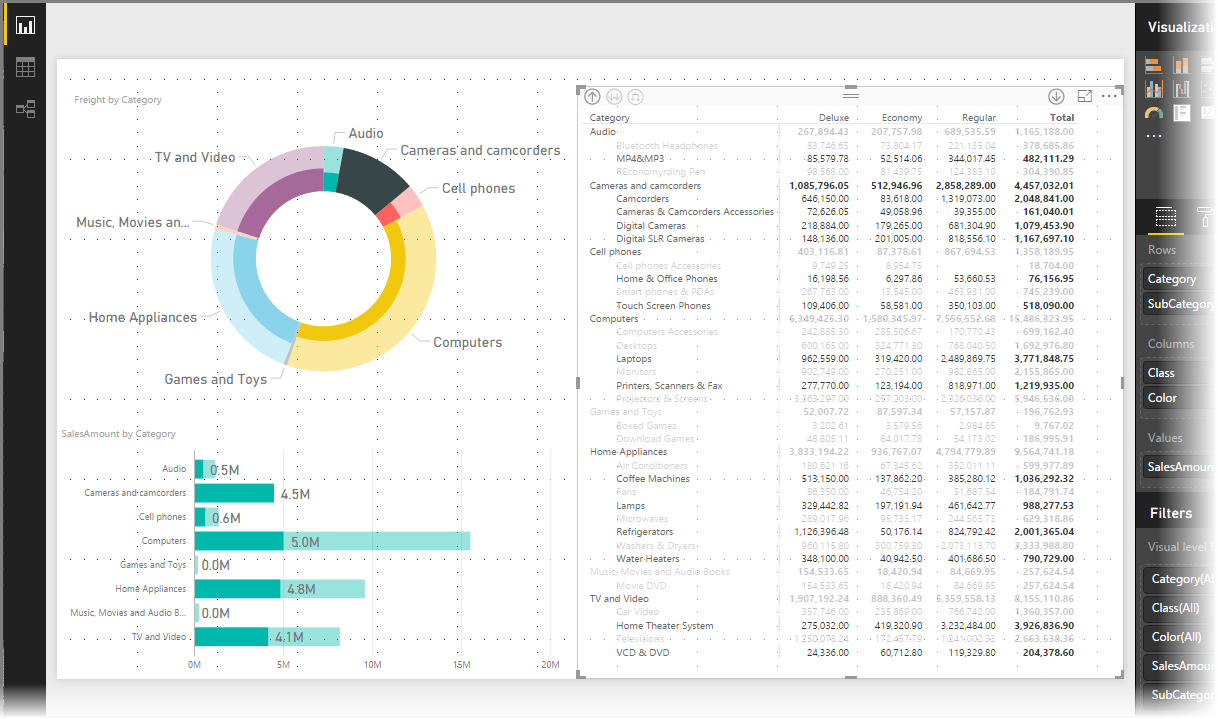 Freight by Category
Audio
Cameras and camcorders
Cell phones
Computers
Games and Toys
Home Appliances
Music, Movies an...
TV and Video
SalesAmount by Category
Audio 0.5M
Cameras and camcorders 4.5M
Cell phones 0.6M
Computers 5.0M
Games and Toys 0.0M
Home Appliances 4.8M
Music, Movies and Audio B... 0.0M
TV and Video 4.1M
0M 5M 10M 15M 20M
Category Deluxe Economy Regular Total
Audio 267,894.43 207,757.98 689,535.59 1,165,188.00
Bluetooth Headphones 83,746.65 73,804.17 221,135.04 378,685.86
MP4&MP3 85,579.78 52,514.06 344,017.45 482,111.29
98,568.00 81,439.75 124,383.10 304,390.85
Cameras and camcorders 1,085,796.05 512,946.96 2,858,289.00 4,457,032.01
Camcorders 646,150.00 83,618.00 1,319,073.00 2,048,841.00
Cameras & Camcorders Accessories 72,626.05 49,058.96 39,355.00 161,040.01
Digital Cameras 218,884.00 179,265.00 681,304.90 1,079,453.90
Digital SLR Cameras 148,136.00 201,005.00 818,556.10 1,167,697.10
Cell phones 403,116.81 87,378.61 867,694.53 1,358,189.95
Cell phones Accessories 9,749.25 8,954.75 18,704.00
Home & Office Phones 16,198.56 6,297.86 53,660.53 76,156.95
Smart phones & PDAs 267,763.00 13,545.00 463,931.00 745,239.00
Touch Screen Phones 109,406.00 58,581.00 350,103.00 518,090.00
Computers 6,349,425.30 1,580,345.97 7,556,552.68 15,486,323.95
Computers Accessories 242,885.30 285,506.67 170,770.43 699,162.40
Desktops 600,165.00 324,771.30 768,040.50 1,692,976.80
Laptops 962,559.00 319,420.00 2,489,869.75 3,771,848.75
Monitors 902,749.00 270,251.00 982,865.00 2,155,865.00
Printers, Scanners & Fax 277,770.00 123,194.00 818,971.00 1,219,935.00
Projectors & Screens 3,363,297.00 257,203.00 2,326,036.00 5,946,536.00
Games and Toys 52,007.72 87,597.34 57,157.87 196,762.93
Boxed Games 3,202.61 3,579.56 2,984.85 9,767.02
Download Games 48,805.11 84,017.78 54,173.02 186,995.91
Home Appliances 3,833,194.22 936,767.07 4,794,779.89 9,564,741.18
Air Conditioners 180,621.16 67,345.62 352,011.11 599,977.89
Coffee Machines 513,150.00 137,862.20 385,280.12 1,036,292.32
Fans 86,350.00 46,754.20 51,687.54 184,791.74
Lamps 329,442.82 197,191.94 461,642.77 988,277.53
Microwaves 289,017.96 95,735.17 244,565.73 629,318.86
Refrigerators 1,126,396.48 50,176.14 824,792.42 2,001,365.04
Washers & Dryers 960,115.80 300,759.30 2,073,113.70 3,333,988.80
Water Heaters 348,100.00 40,942.50 401,686.50 790,729.00
Music, Movies and Audio Books 154,533.65 18,420.94 84,669.95 257,624.54
Movie DVD 154,533.65 18,420.94 84,669.95 257,624.54
TV and Video 1,907,192.24 888,360.49 5,359,558.13 8,155,110.86
Car Video 357,746.00 235,869.00 766,742.00 1,360,357.00
Home Theater System 275,032.00 419,320.90 3,232,484.00 3,926,836.90
Televisions 1,250,078.24 172,457.79 1,241,002.33 2,663,538.36
VCD & DVD 24,336.00 60,712.80 119,329.80 204,378.60
Visualizati
Rows
Category
SubCategory
Columns
Class
Color
Values
SalesAmoun
Filters
Visual level
Category(Al
Class(All)
Color(All)
SalesAmoun
SubCategor